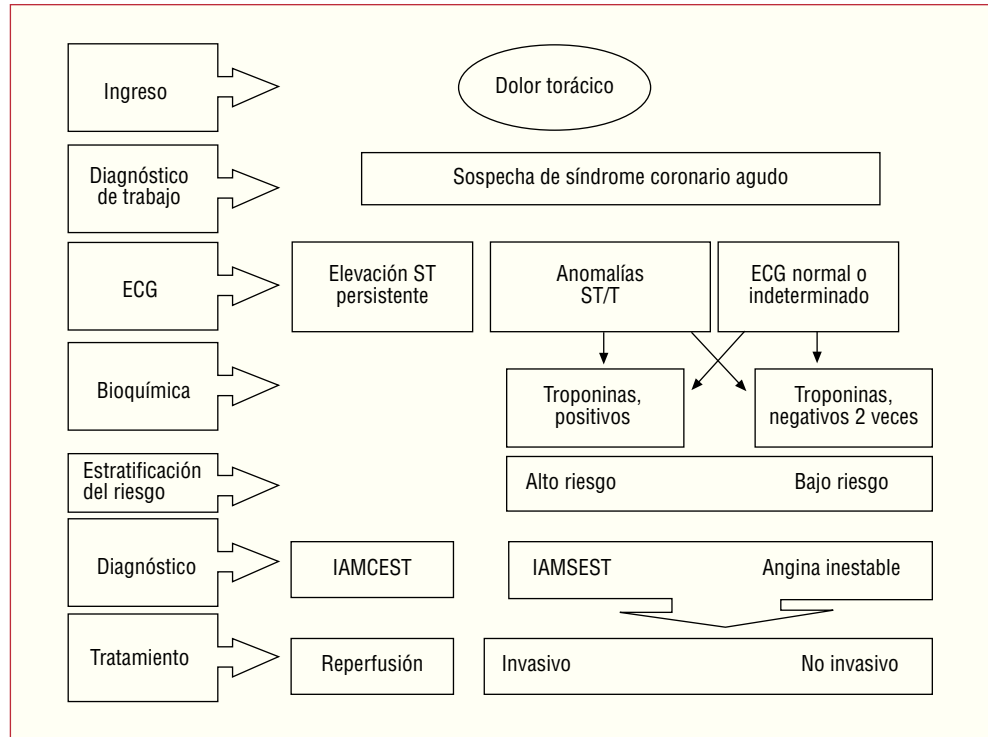 Ingreso
Dolor torácico
Diagnóstico
de trabajo
Sospecha de síndrome coronario agudo
ECG
Elevación ST
persistente
Anomalías
ST/T
ECG normal o
indeterminado
Bioquímica
Troponinas,
positivos
Troponinas,
negativos 2 veces
Estratificación
del riesgo
Alto riesgo
Bajo riesgo
Diagnóstico
IAMCEST
IAMSEST
Angina inestable
Tratamiento
Reperfusión
Invasivo
No invasivo